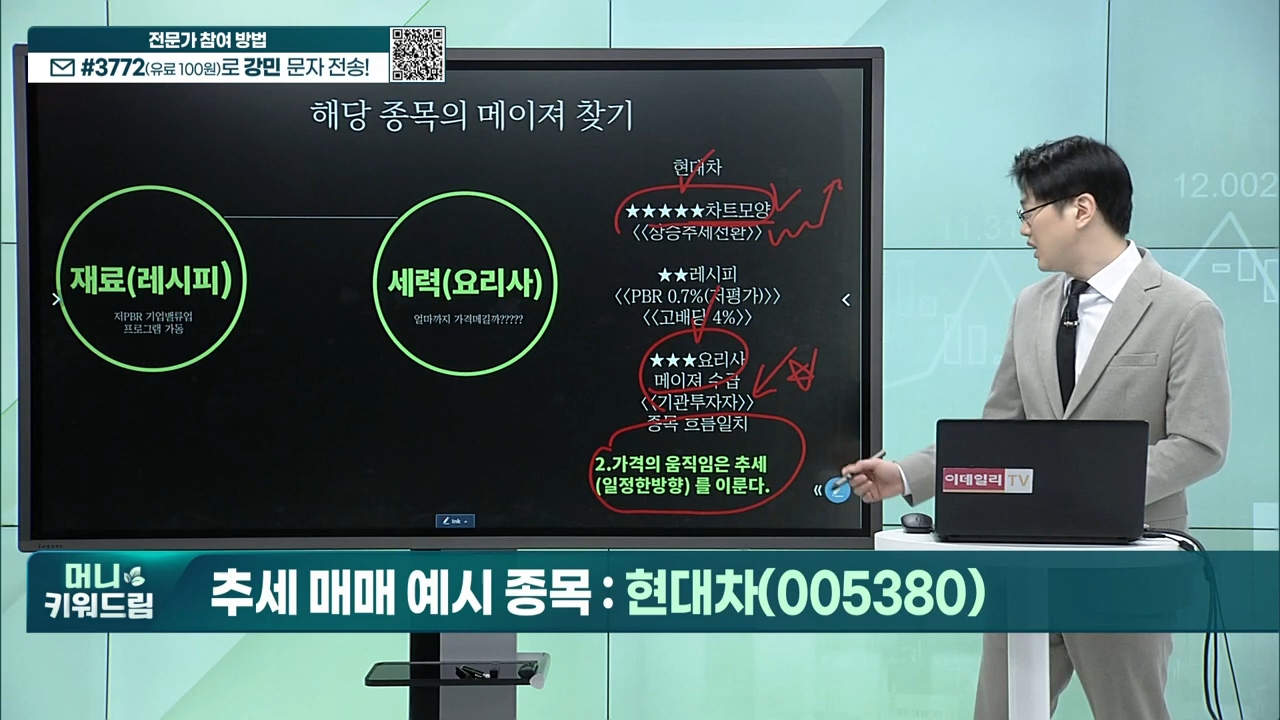 전문가 참여 방법
#3772(유료 100원)로 강민 문자 전송!
해당 종목의 메이져 찾기
현대차
★★★★★차트모양
《상승추세전환》
재료(레시피)
저PBR 기업밸류업
프로그램 가동
세력(요리사)
얼마까지 가격메길까?????
★★레시피
《PBR 0.7%(저평가)》
《고배당 4%》
★★★요리사
메이져 수급
《기관투자자》
종목 흐름일치
2.가격의 움직임은 추세
(일정한방향) 를 이룬다.
Ink
12.002
11.31
이데일리 TV
머니
키워드림
추세 매매 예시 종목 : 현대차(005380)